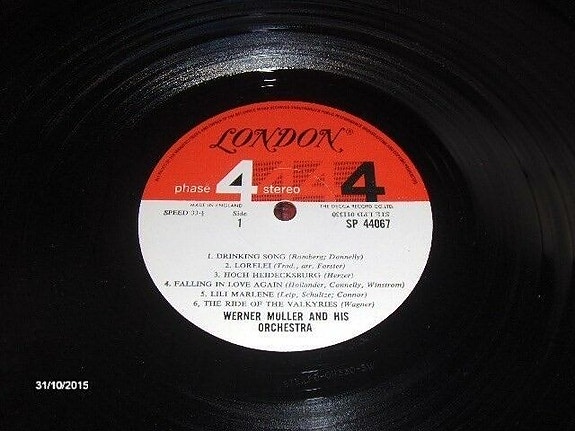 LONDON
phase 4 stereo 4
MADE IN ENGLAND THE DECCA RECORD CO. LTD.
SPEED 33⅓ Side 1
SP 44067
1. DRINKING SONG (Romberg; Donnelly)
2. LORELEI (Trad., arr. Forster)
3. HOCH HEIDECKSBURG (Herzer)
4. FALLING IN LOVE AGAIN (Hollander, Connelly, Winstrom)
5. LILI MARLENE (Leip, Schultze; Connor)
6. THE RIDE OF THE VALKYRIES (Wagner)
WERNER MÜLLER AND HIS
ORCHESTRA
31/10/2015